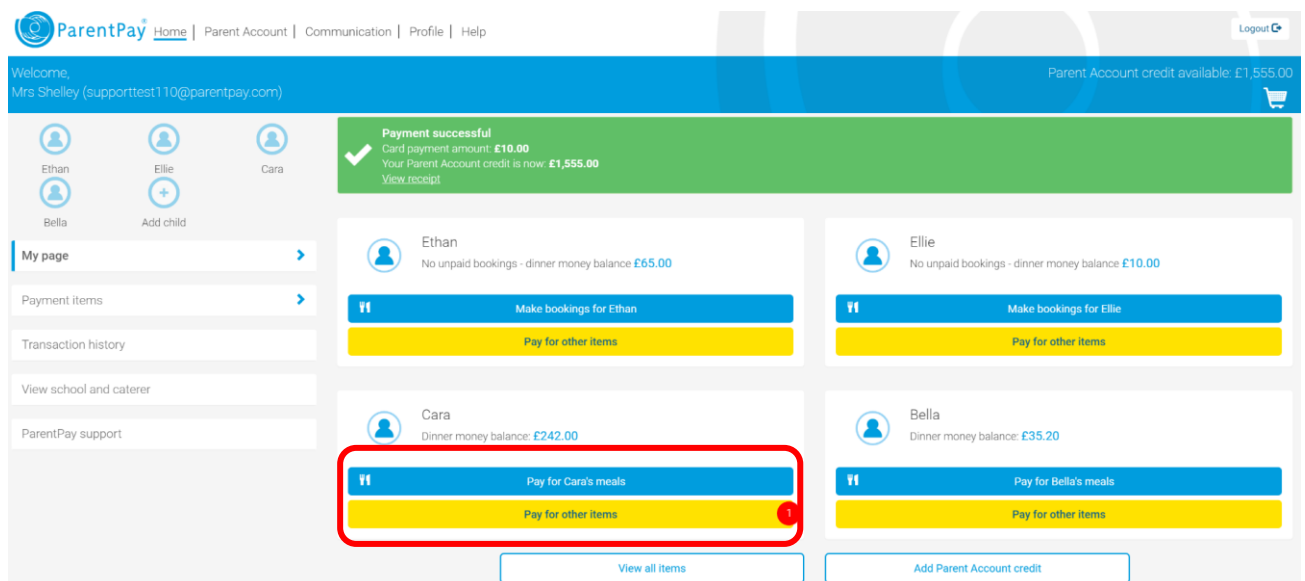 ParentPay Home | Parent Account | Communication | Profile | Help
Logout
Welcome,
Mrs Shelley (supporttest110@parentpay.com)
Parent Account credit available: £1,555.00
Ethan
Ellie
Cara
Bella
Add child
My page
Payment items
Transaction history
View school and caterer
ParentPay support
Payment successful
Card payment amount: £10.00
Your Parent Account credit is now: £1,555.00
View receipt
Ethan
No unpaid bookings - dinner money balance £65.00
Make bookings for Ethan
Pay for other items
Ellie
No unpaid bookings - dinner money balance £10.00
Make bookings for Ellie
Pay for other items
Cara
Dinner money balance: £242.00
Pay for Cara's meals
Pay for other items
1
Bella
Dinner money balance: £35.20
Pay for Bella's meals
Pay for other items
View all items
Add Parent Account credit